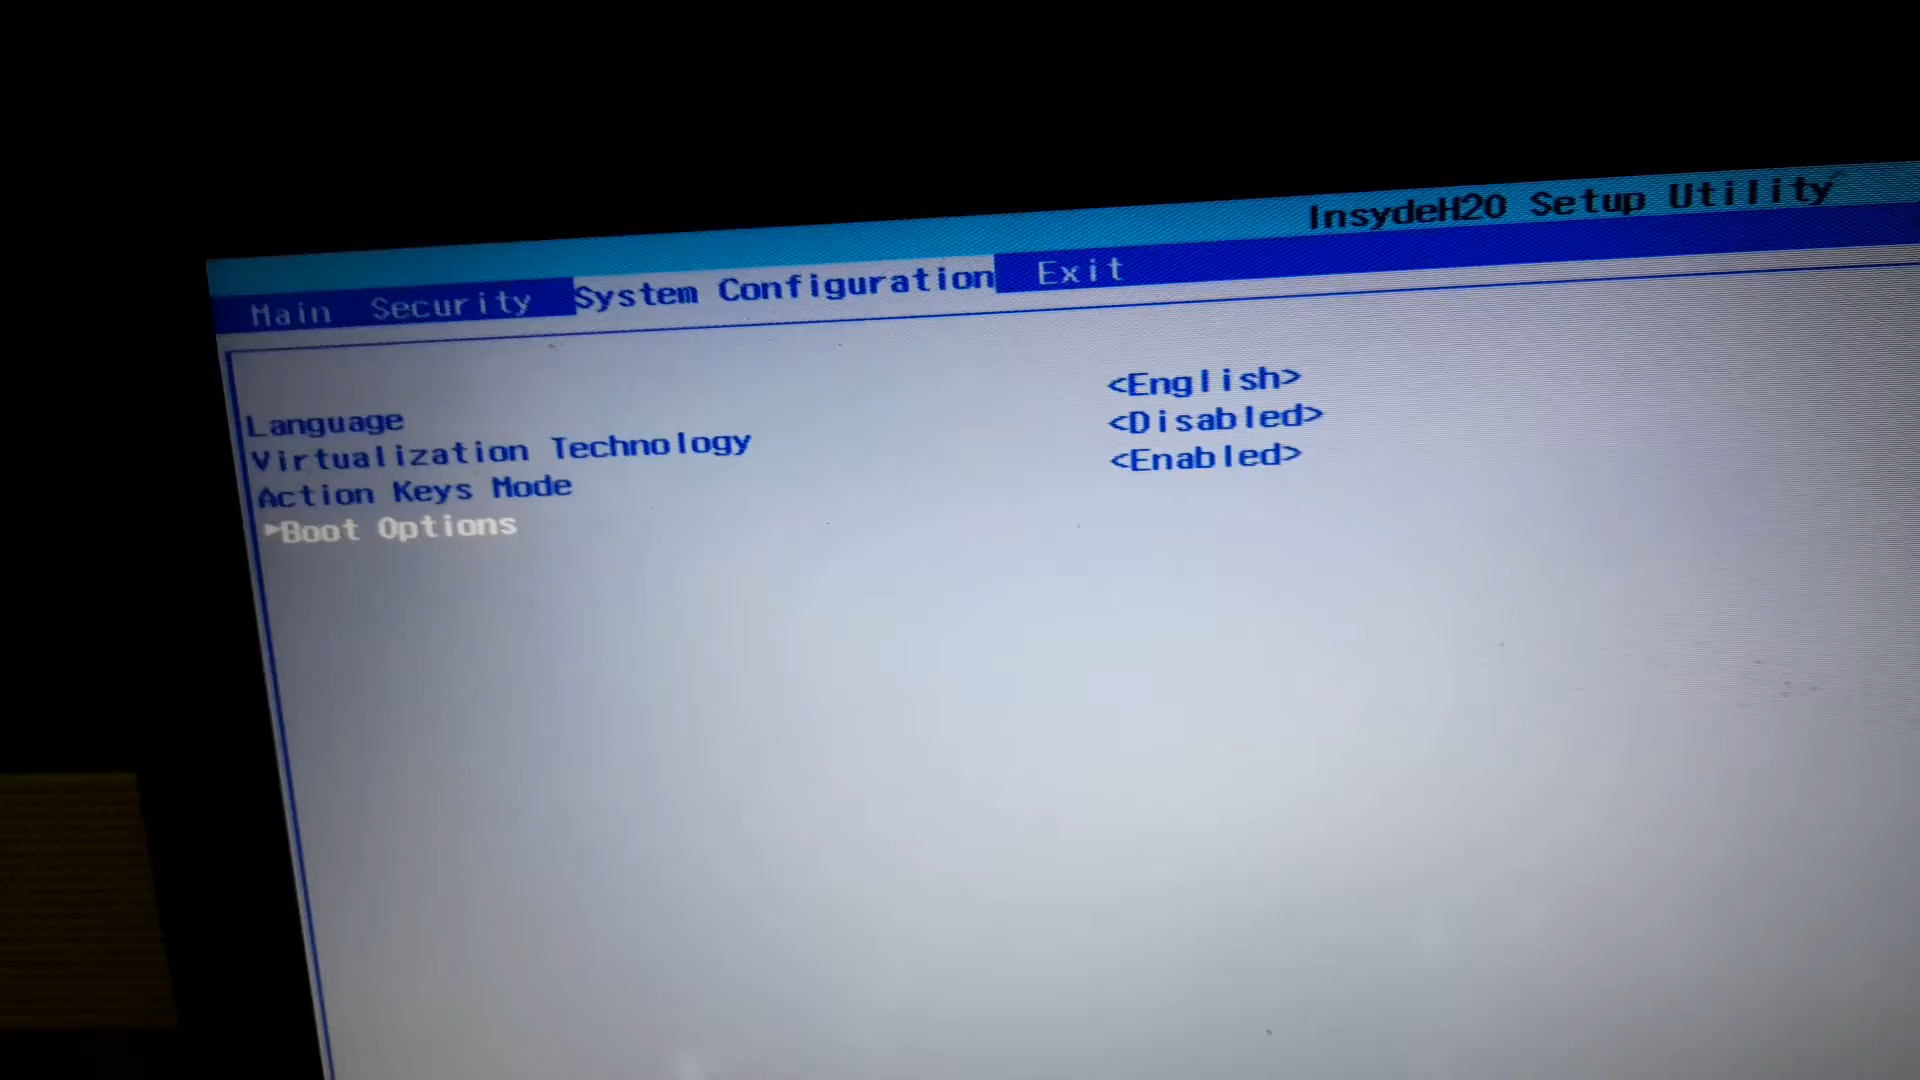 InsydeH20 Setup Utility
Main Security System Configuration Exit
Language <English>
Virtualization Technology <Disabled>
Action Keys Mode <Enabled>
►Boot Options